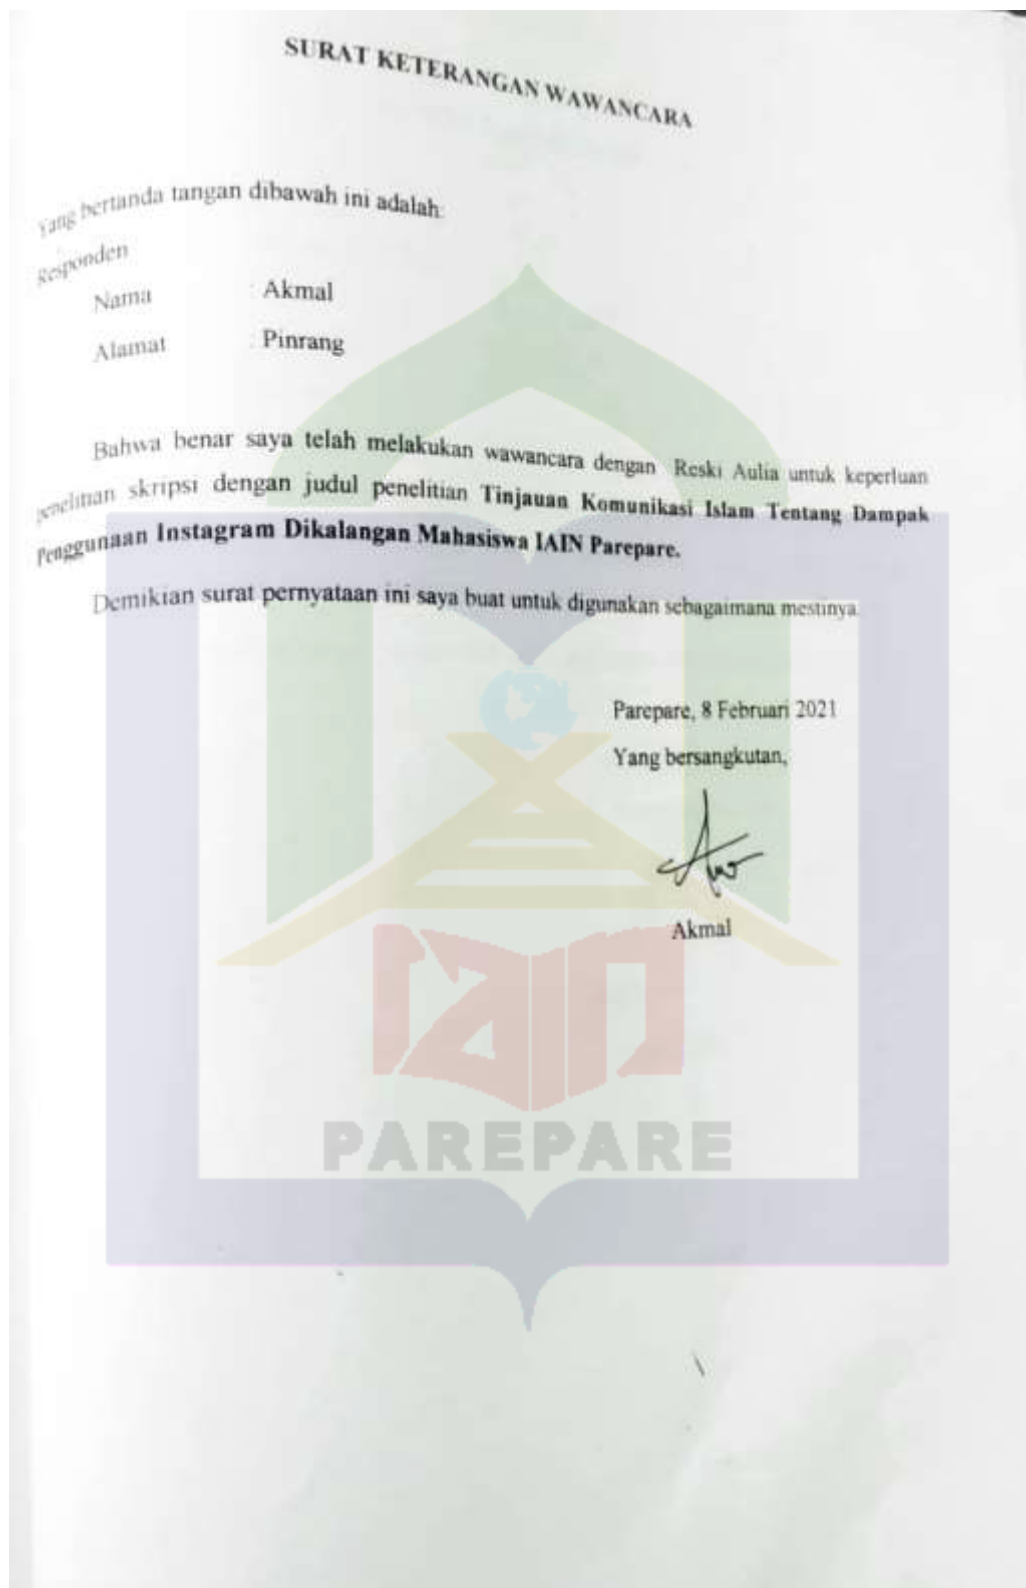 SURAT KETERANGAN WAWANCARA
Yang bertanda tangan dibawah ini adalah:
Responden
Nama : Akmal
Alamat : Pinrang
Bahwa benar saya telah melakukan wawancara dengan Reski Aulia untuk keperluan
penelitian skripsi dengan judul penelitian Tinjauan Komunikasi Islam Tentang Dampak
Penggunaan Instagram Dikalangan Mahasiswa IAIN Parepare.
Demikian surat pernyataan ini saya buat untuk digunakan sebagaimana mestinya.
Parepare, 8 Februari 2021
Yang bersangkutan,
Akmal
IAIN
PAREPARE